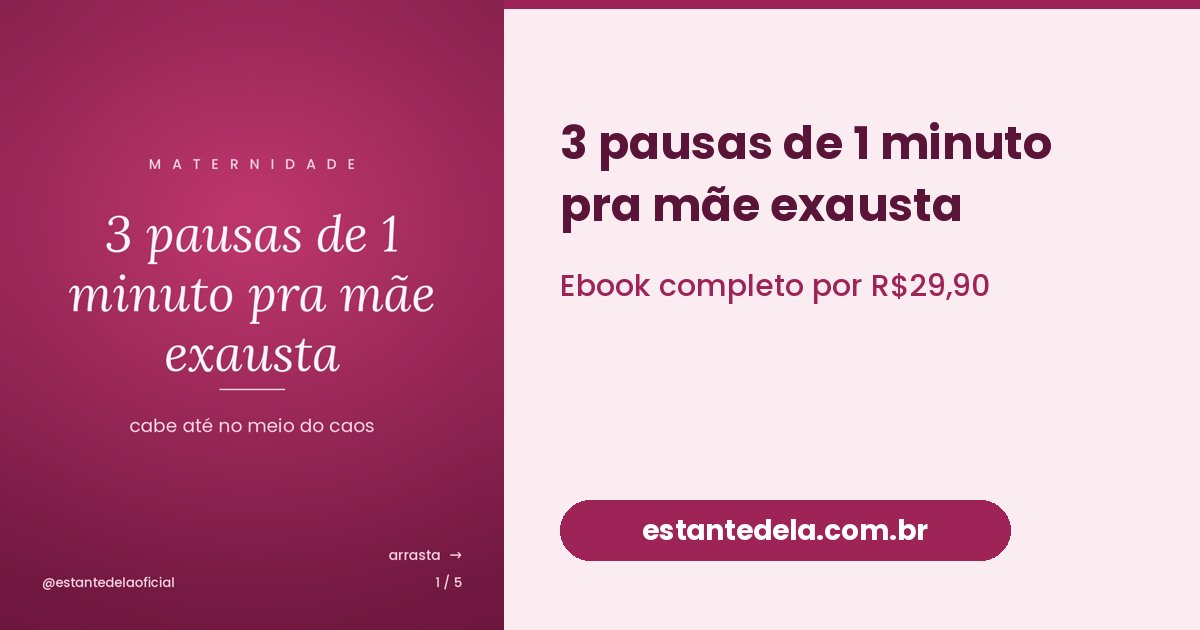 MATERNIDADE
3 pausas de 1
minuto pra mãe
exausta
cabe até no meio do caos
arrasta →
@estantedelaoficial
1 / 5
3 pausas de 1 minuto
pra mãe exausta
Ebook completo por R$29,90
estantedela.com.br